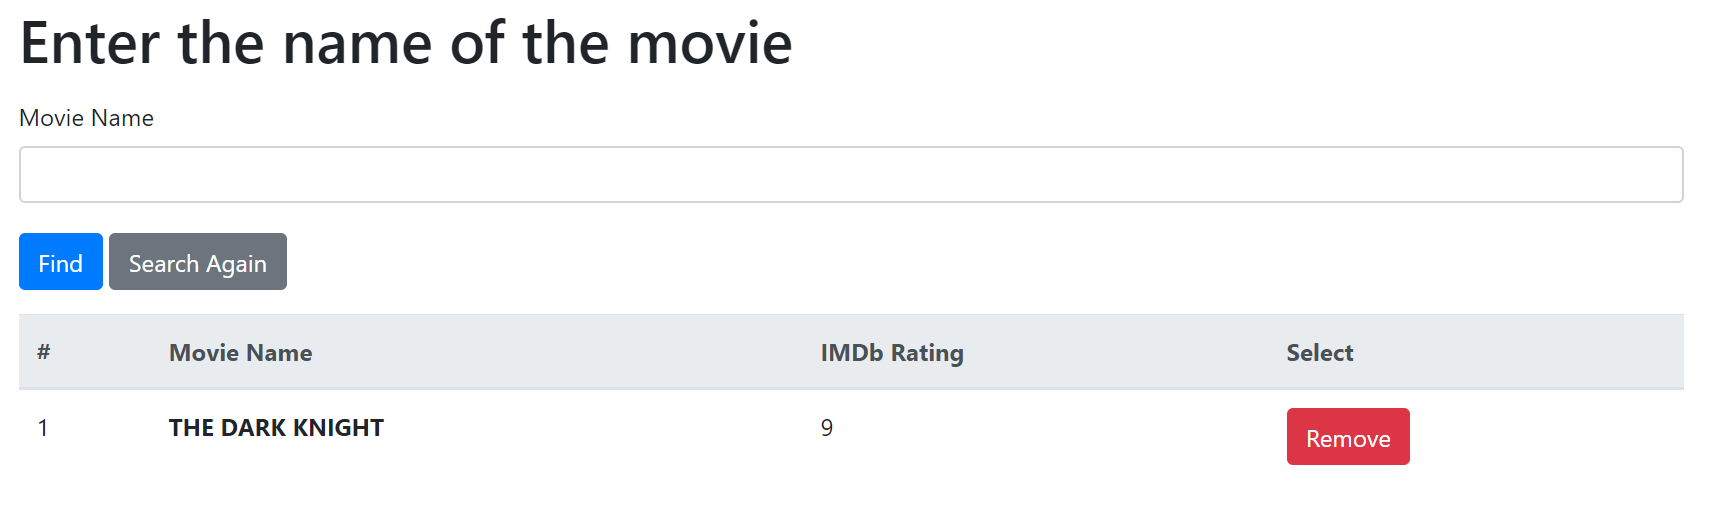 Enter the name of the movie
Movie Name
Find Search Again
# Movie Name IMDb Rating Select
1 THE DARK KNIGHT 9 Remove